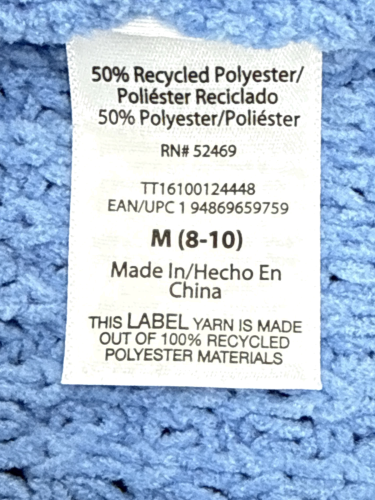 50% Recycled Polyester/
Poliéster Reciclado
50% Polyester/Poliéster
RN# 52469
TT16100124448
EAN/UPC 1 94869659759
M (8-10)
Made In/Hecho En
China
THIS LABEL YARN IS MADE
OUT OF 100% RECYCLED
POLYESTER MATERIALS